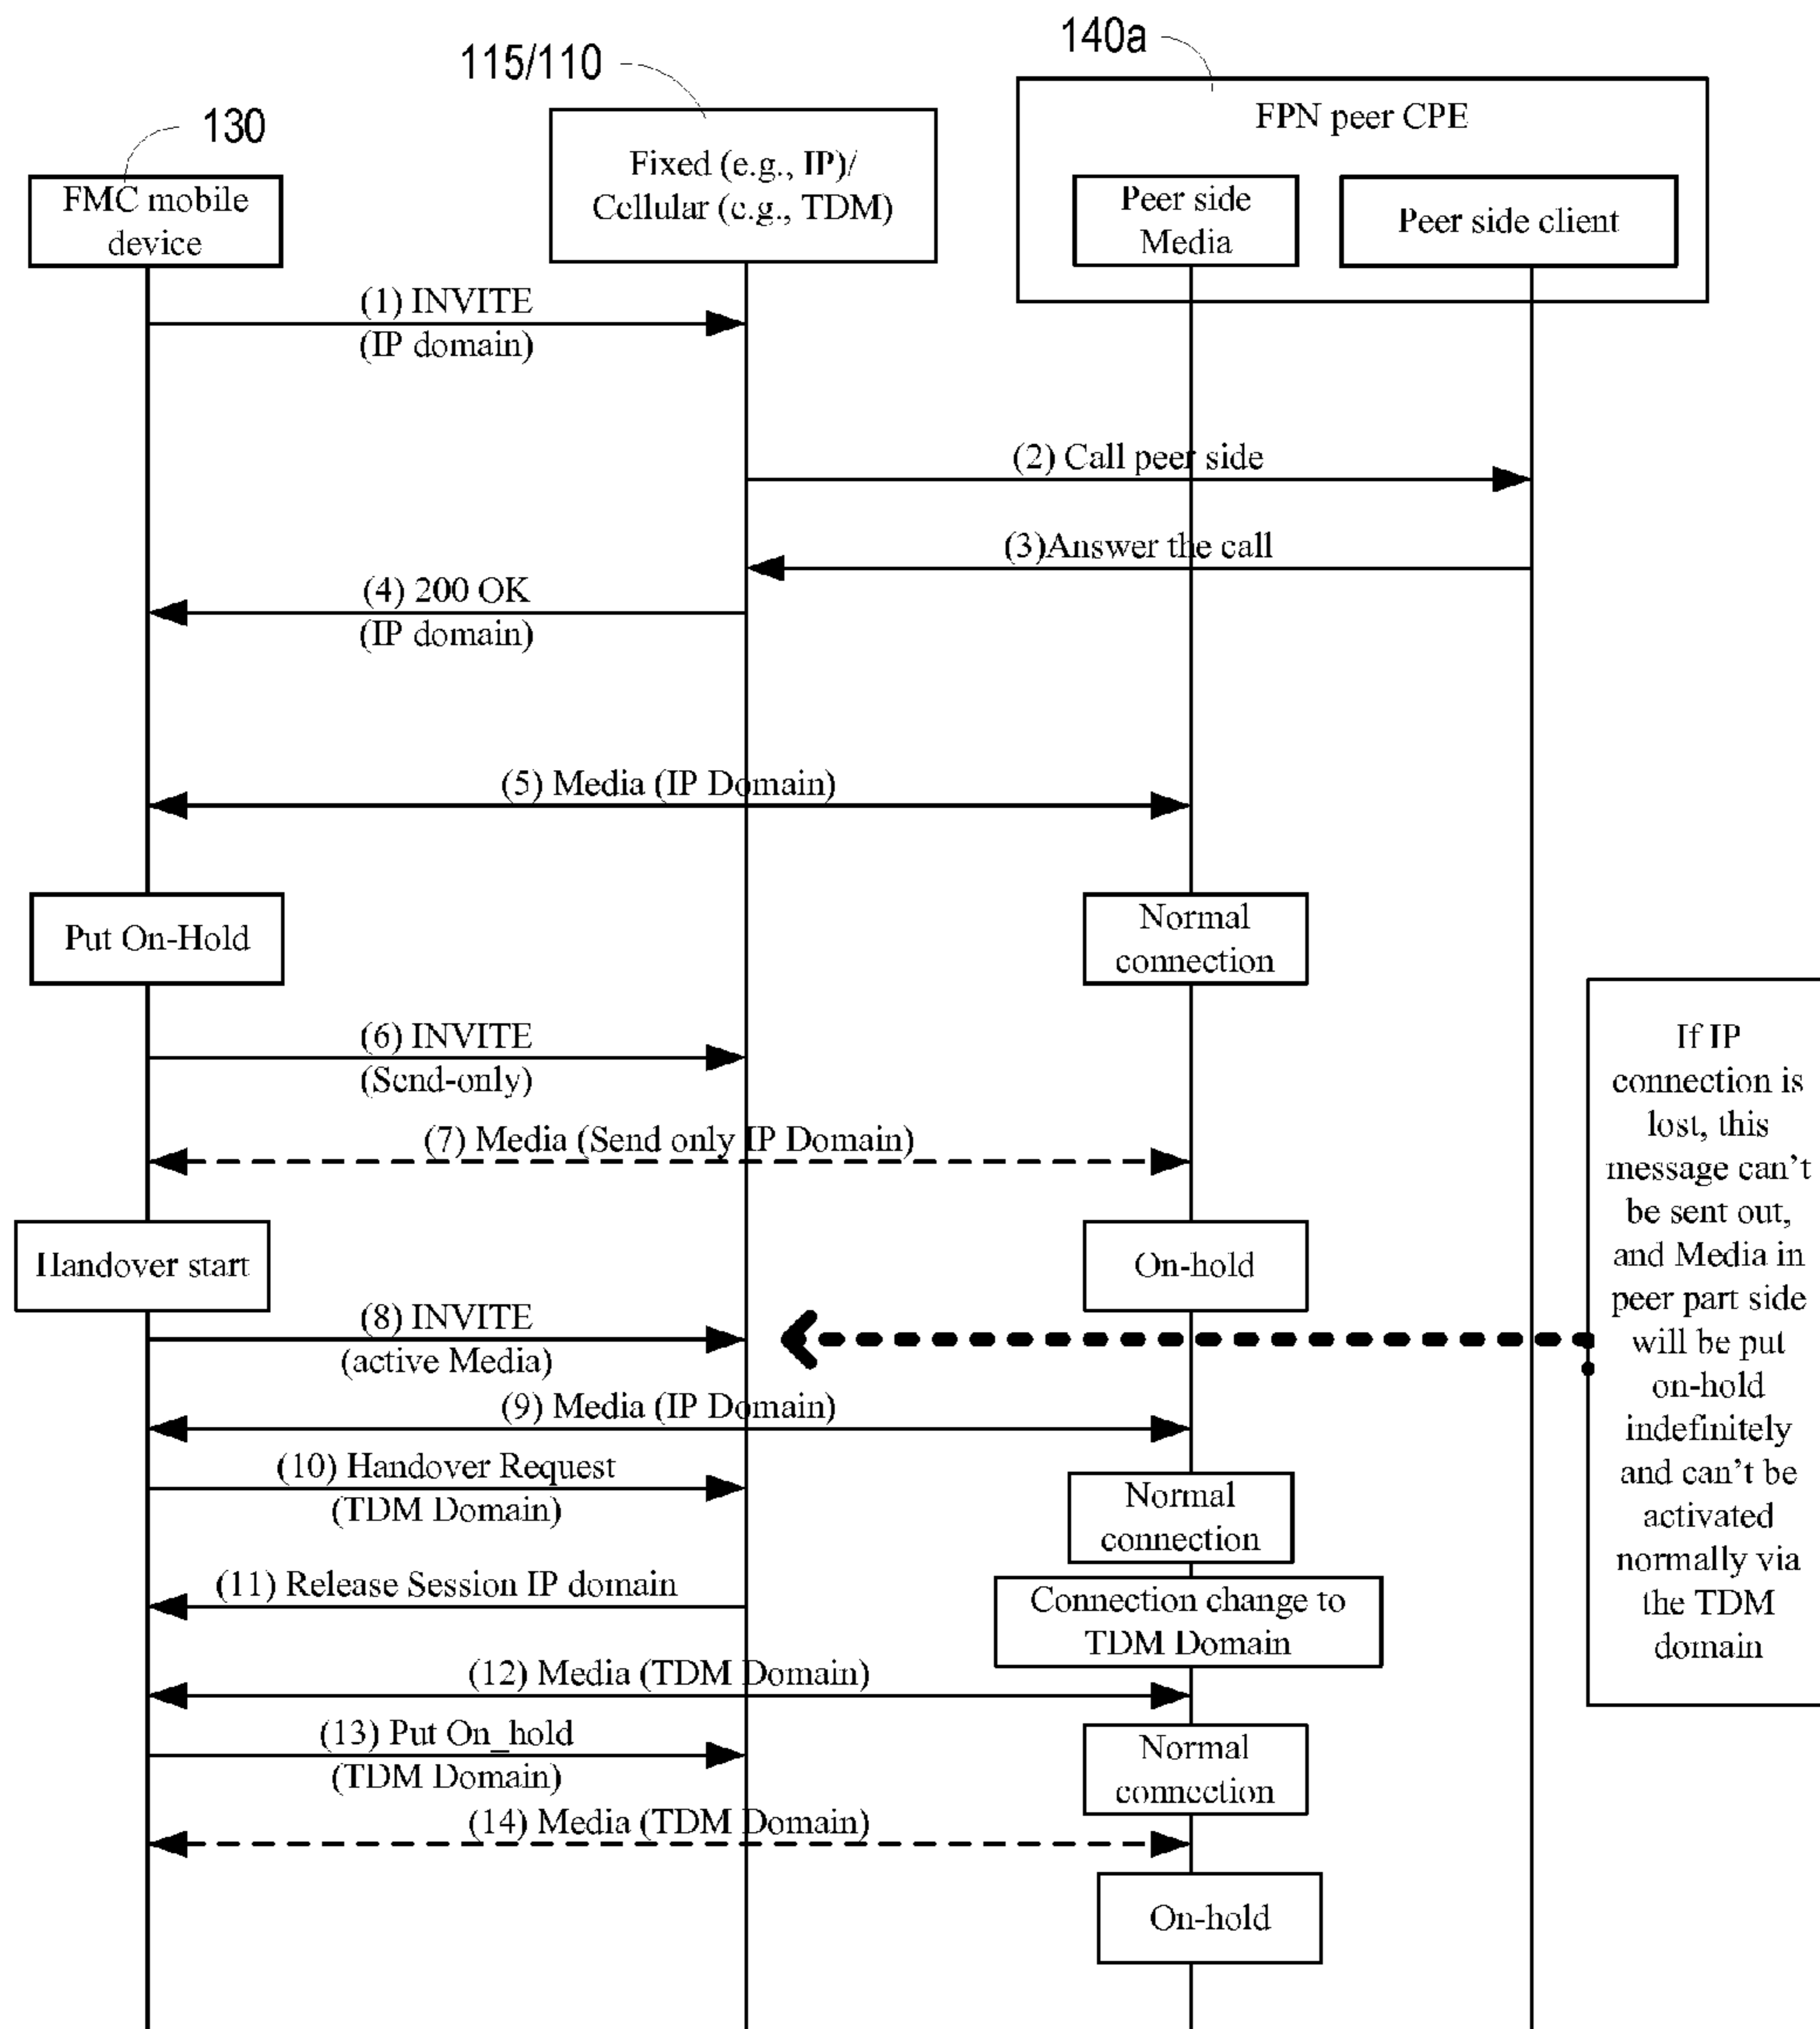 140a
115/110
130
FPN peer CPE
Fixed (e.g., IP)/
Cellular (e.g., TDM)
FMC mobile
device
Peer side
Media
Peer side client
(1) INVITE
(IP domain)
(2) Call peer side
(3)Answer the call
(4) 200 OK
(IP domain)
(5) Media (IP Domain)
Put On-Hold
Normal
connection
(6) INVITE
(Send-only)
(7) Media (Send only IP Domain)
Handover start
On-hold
If IP
connection is
lost, this
message can't
be sent out,
and Media in
peer part side
will be put
on-hold
indefinitely
and can't be
activated
normally via
the TDM
domain
(8) INVITE
(active Media)
(9) Media (IP Domain)
(10) Handover Request
(TDM Domain)
Normal
connection
(11) Release Session IP domain
Connection change to
TDM Domain
(12) Media (TDM Domain)
(13) Put On_hold
(TDM Domain)
Normal
connection
(14) Media (TDM Domain)
On-hold